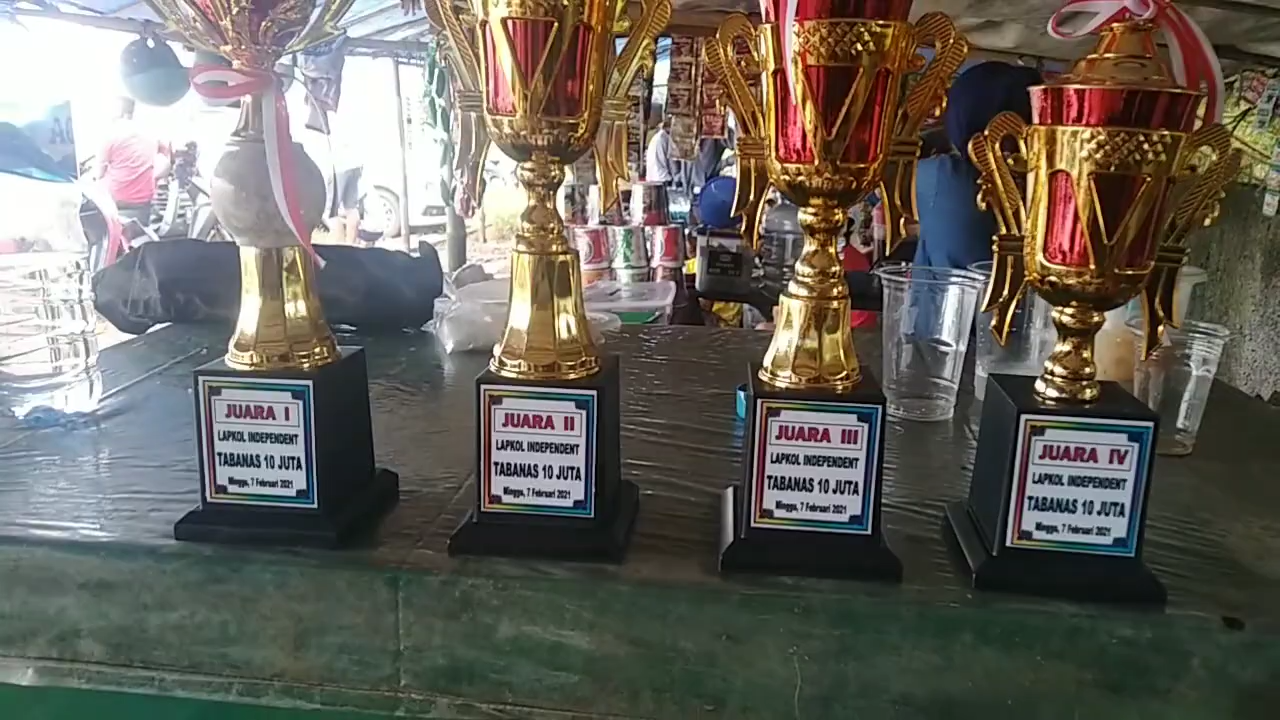 JUARA I
LAPKOL INDEPENDENT
TABANAS 10 JUTA
Minggu, 7 Februari 2021
JUARA II
LAPKOL INDEPENDENT
TABANAS 10 JUTA
Minggu, 7 Februari 2021
JUARA III
LAPKOL INDEPENDENT
TABANAS 10 JUTA
Minggu, 7 Februari 2021
JUARA IV
LAPKOL INDEPENDENT
TABANAS 10 JUTA
Minggu, 7 Februari 2021